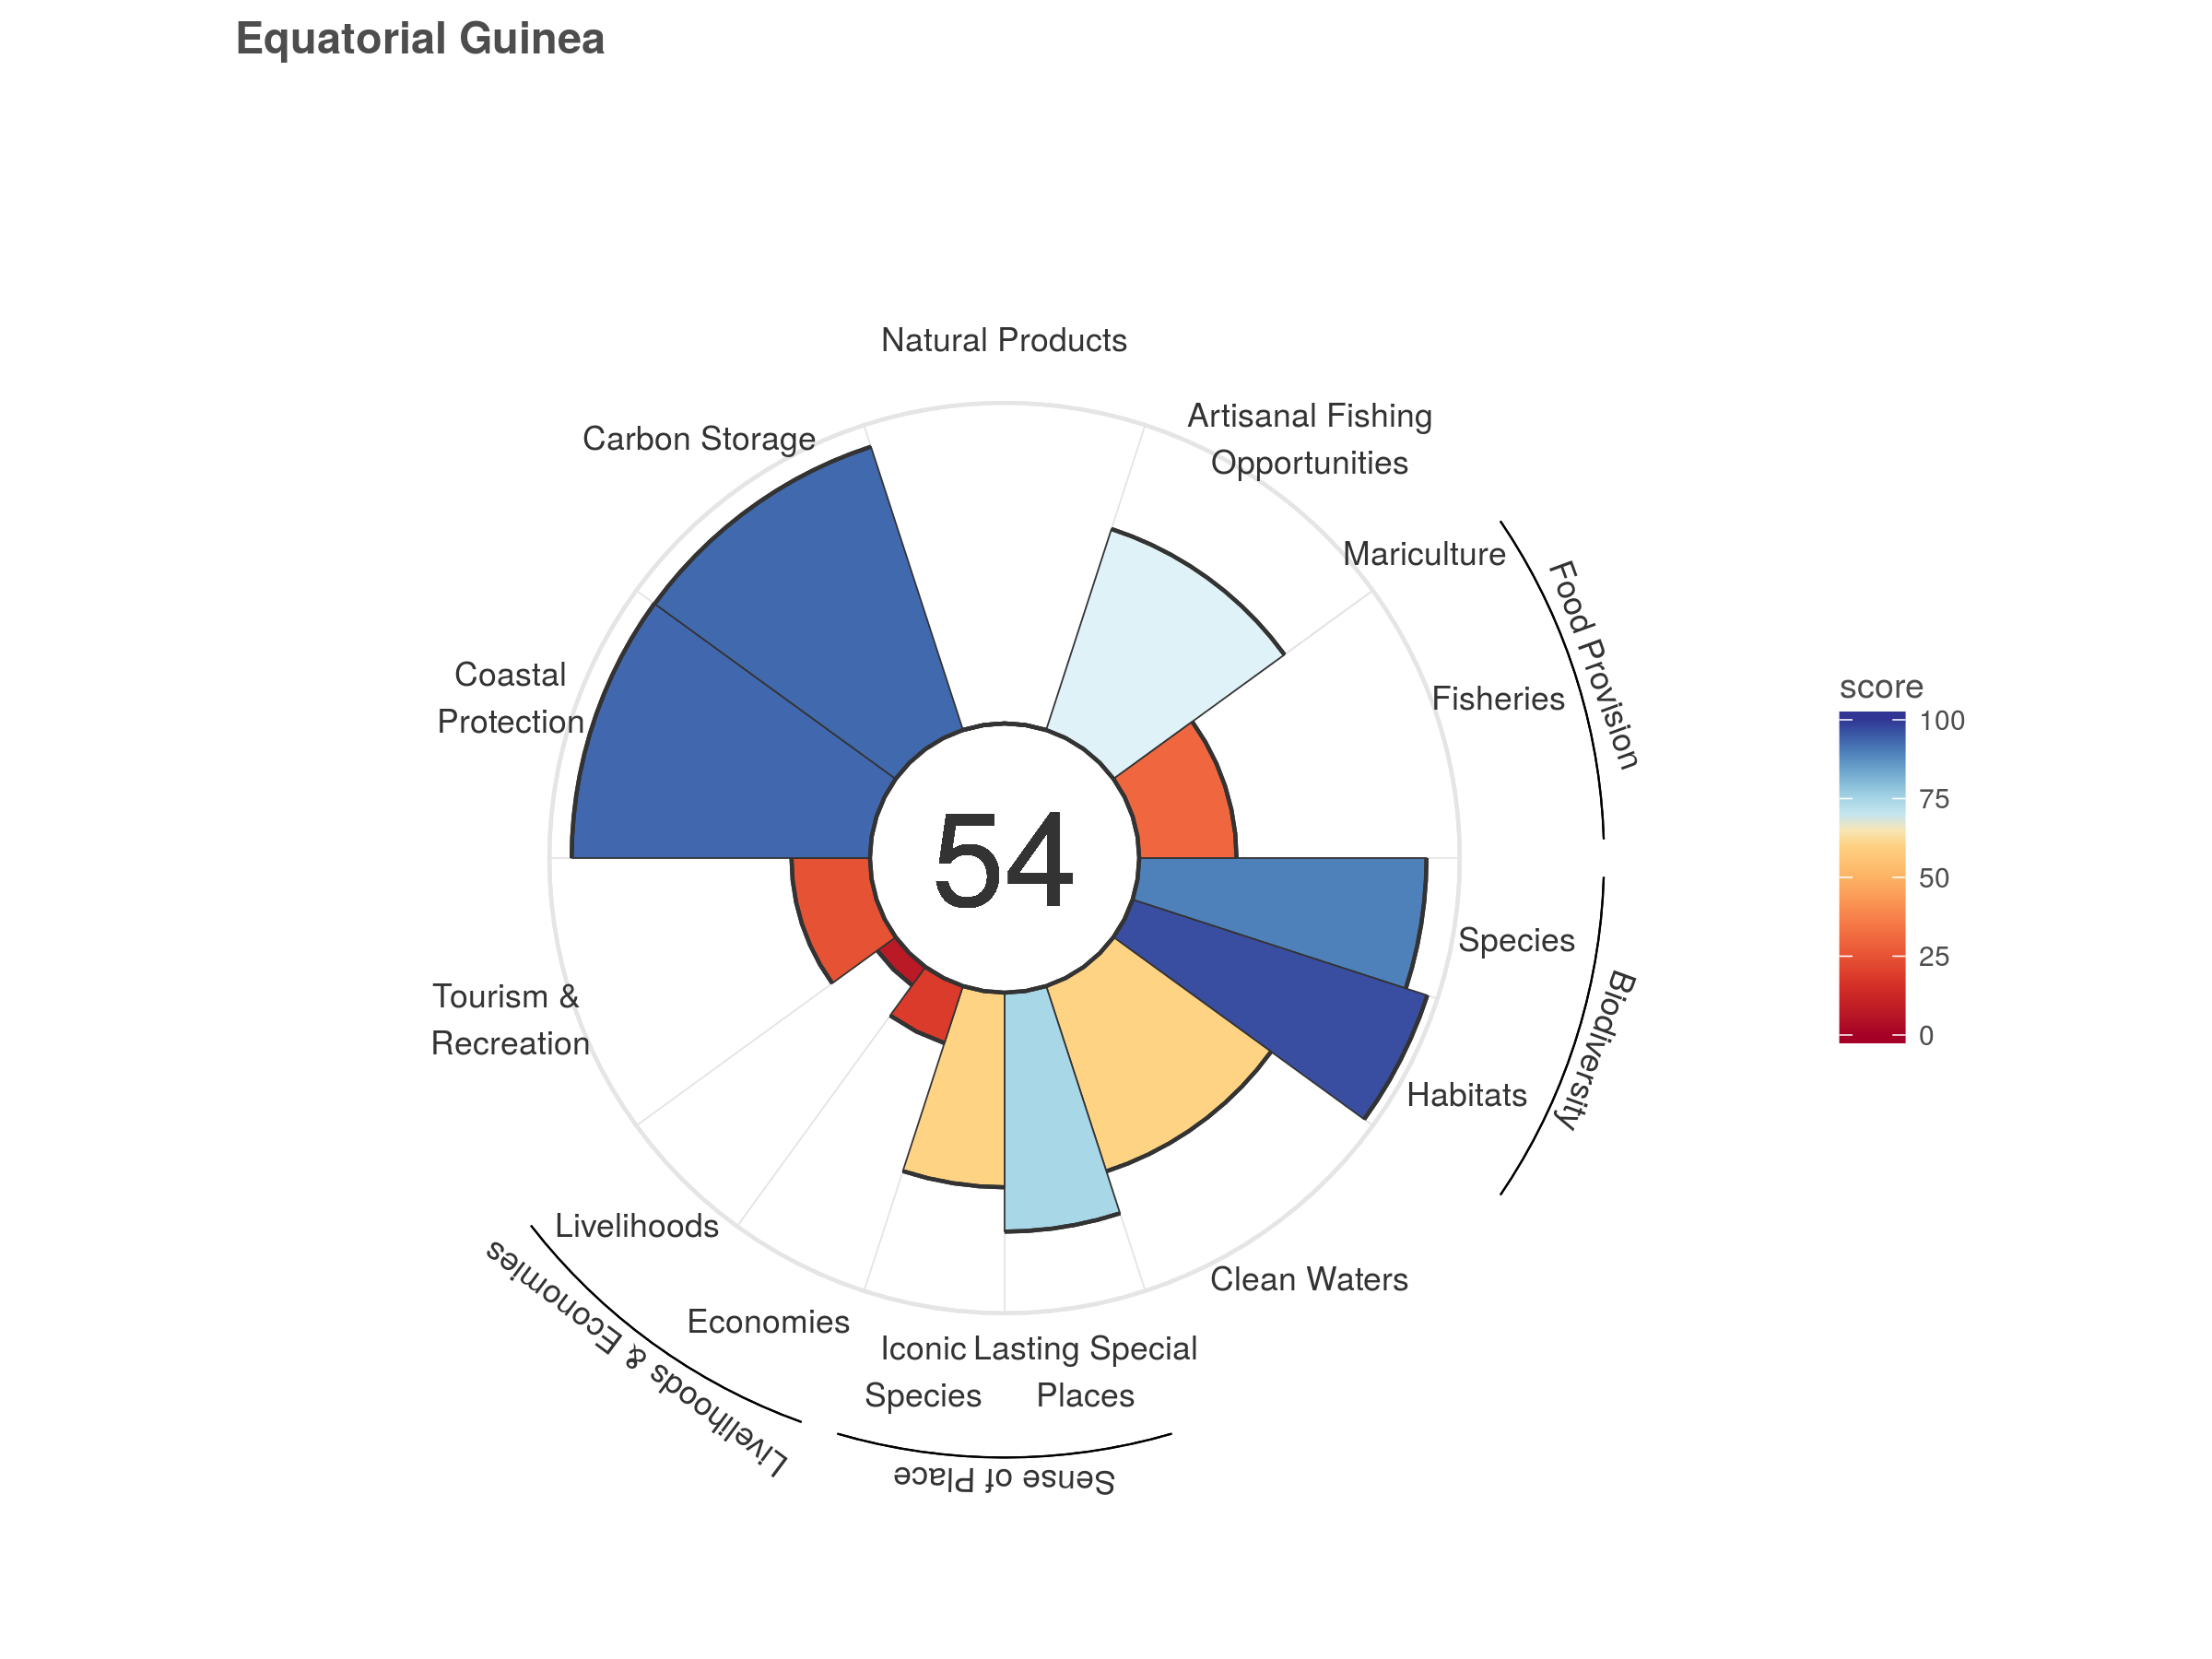 Equatorial Guinea
Natural Products
Artisanal Fishing
Opportunities
Carbon Storage
Mariculture
Food Provision
Fisheries
Coastal
Protection
54
score
100
75
50
25
0
Species
Biodiversity
Habitats
Tourism &
Recreation
Clean Waters
Livelihoods
Economies
Livelihoods & Economies
Iconic
Species
Lasting Special
Places
Sense of Place